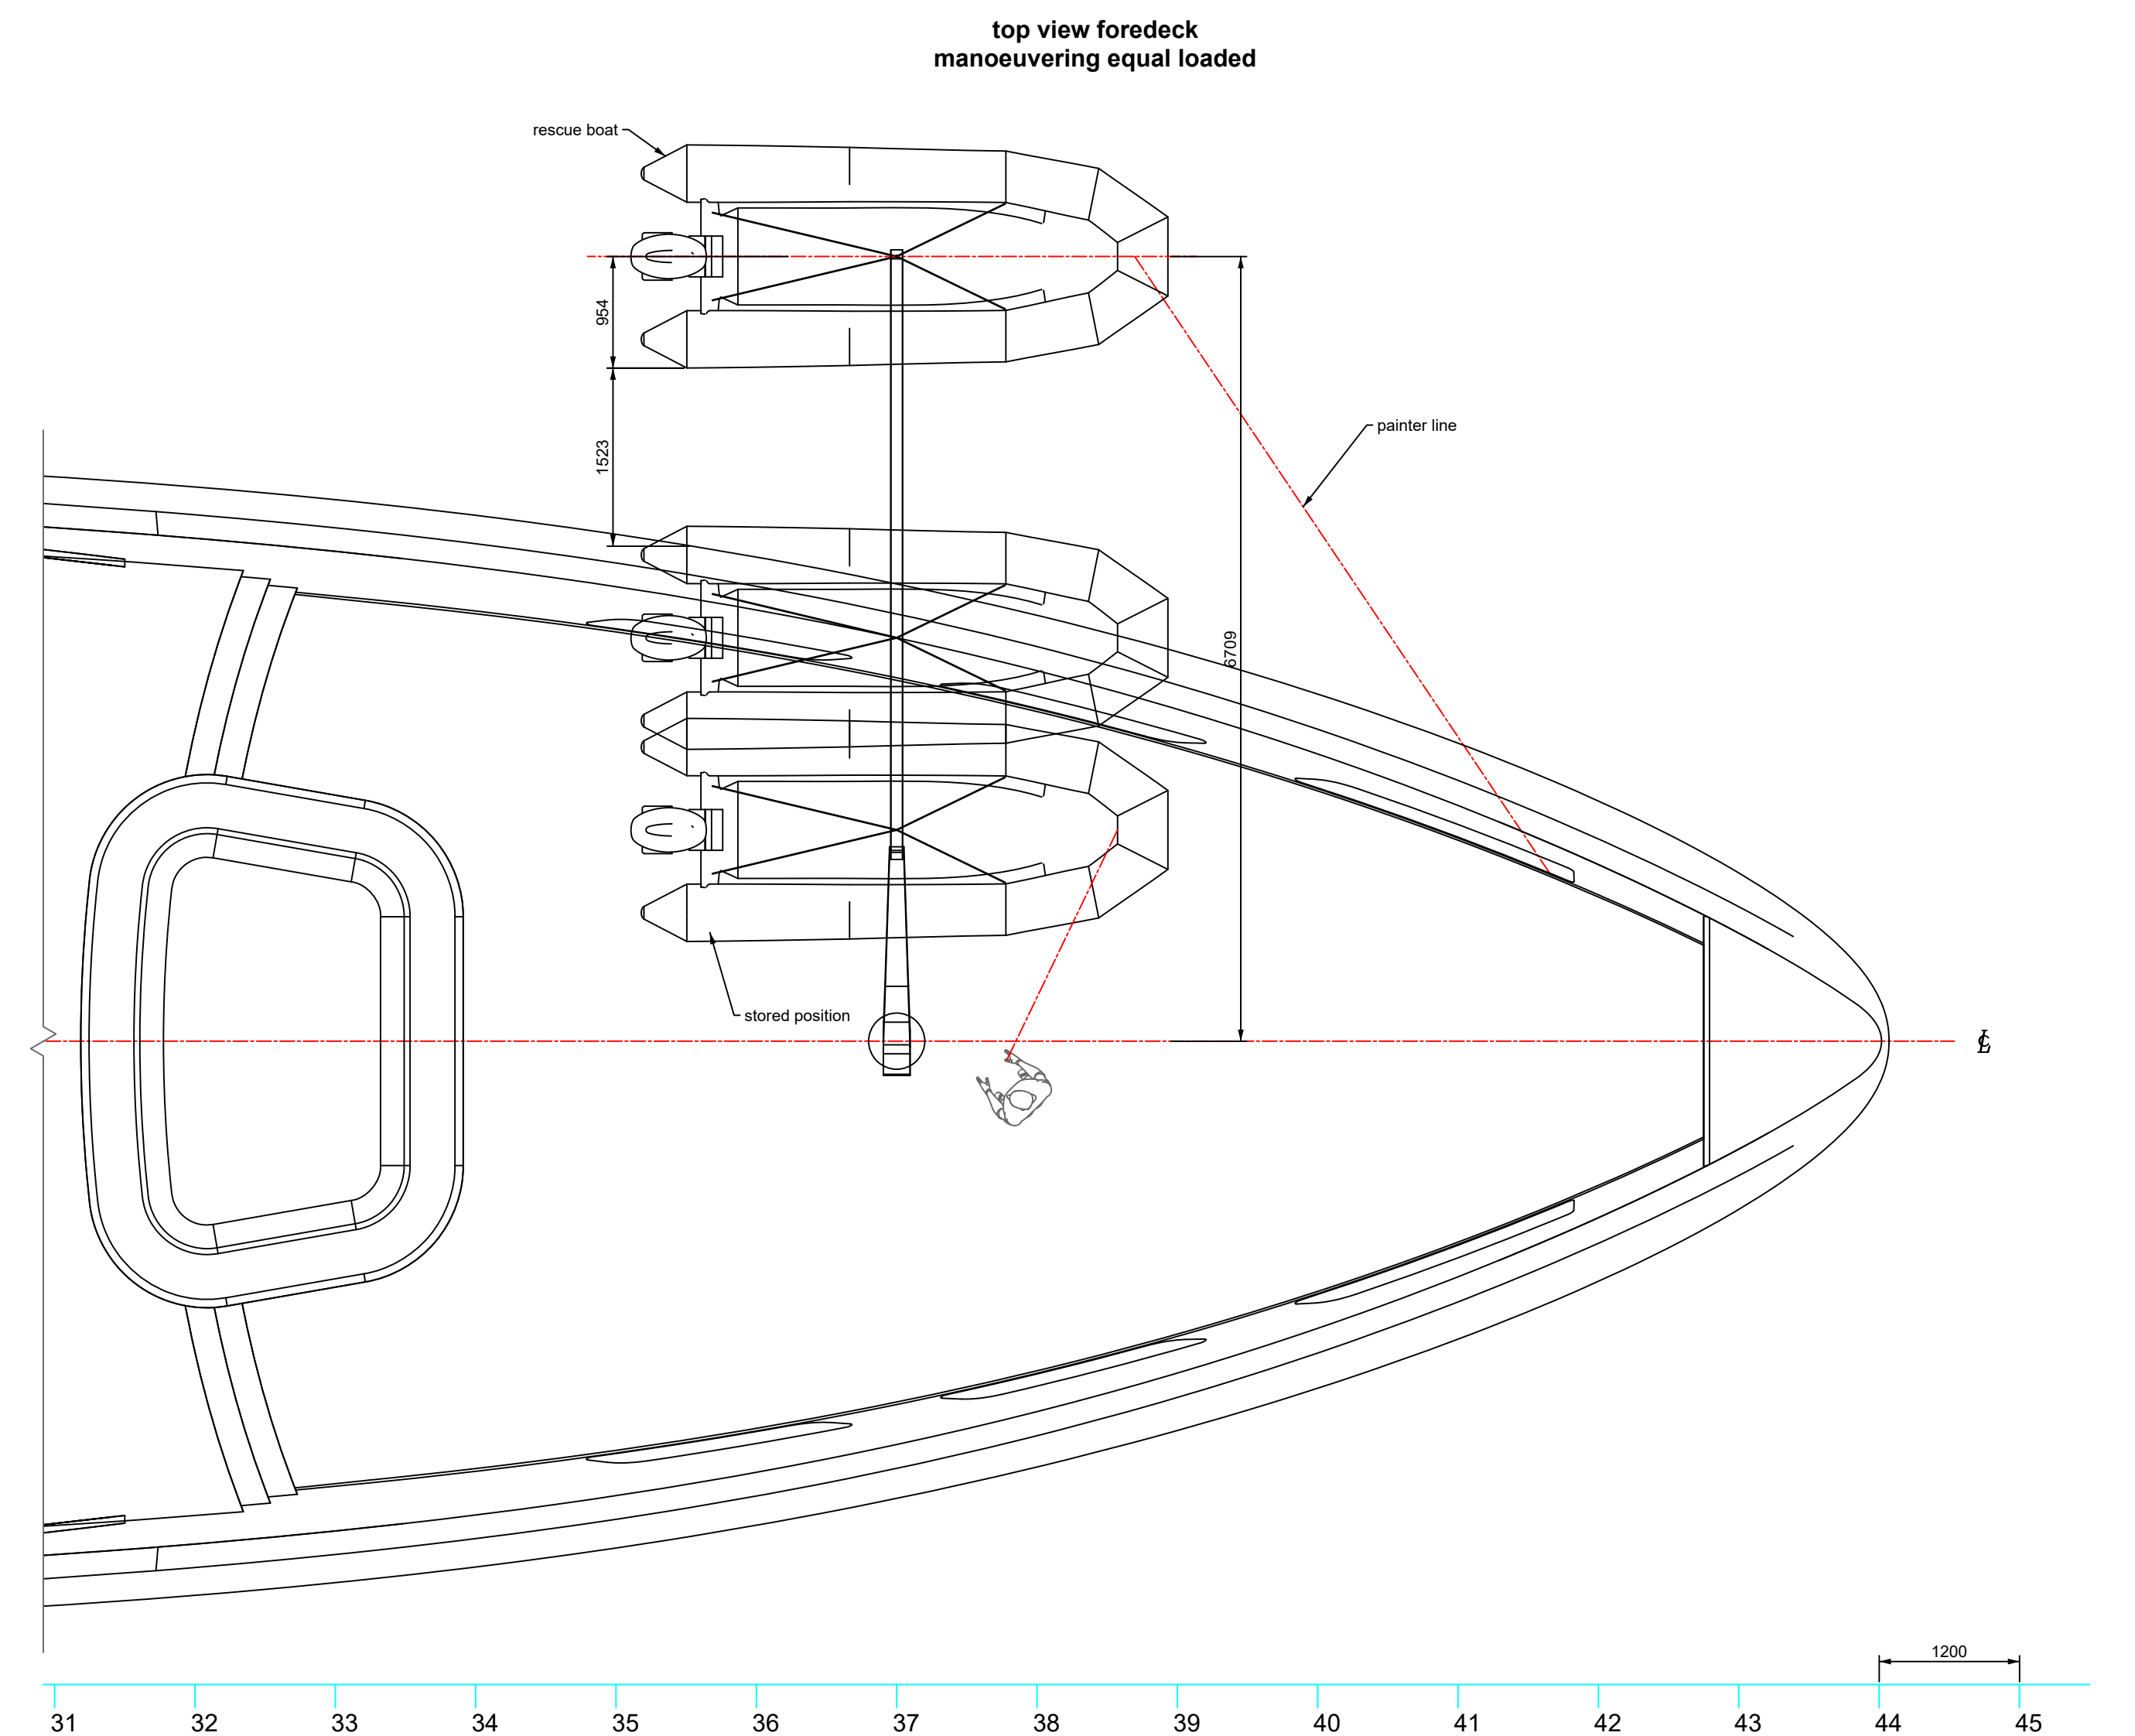 top view foredeck
manoeuvering equal loaded
rescue boat
954
painter line
1523
6709
stored position
℄
1200
31 32 33 34 35 36 37 38 39 40 41 42 43 44 45